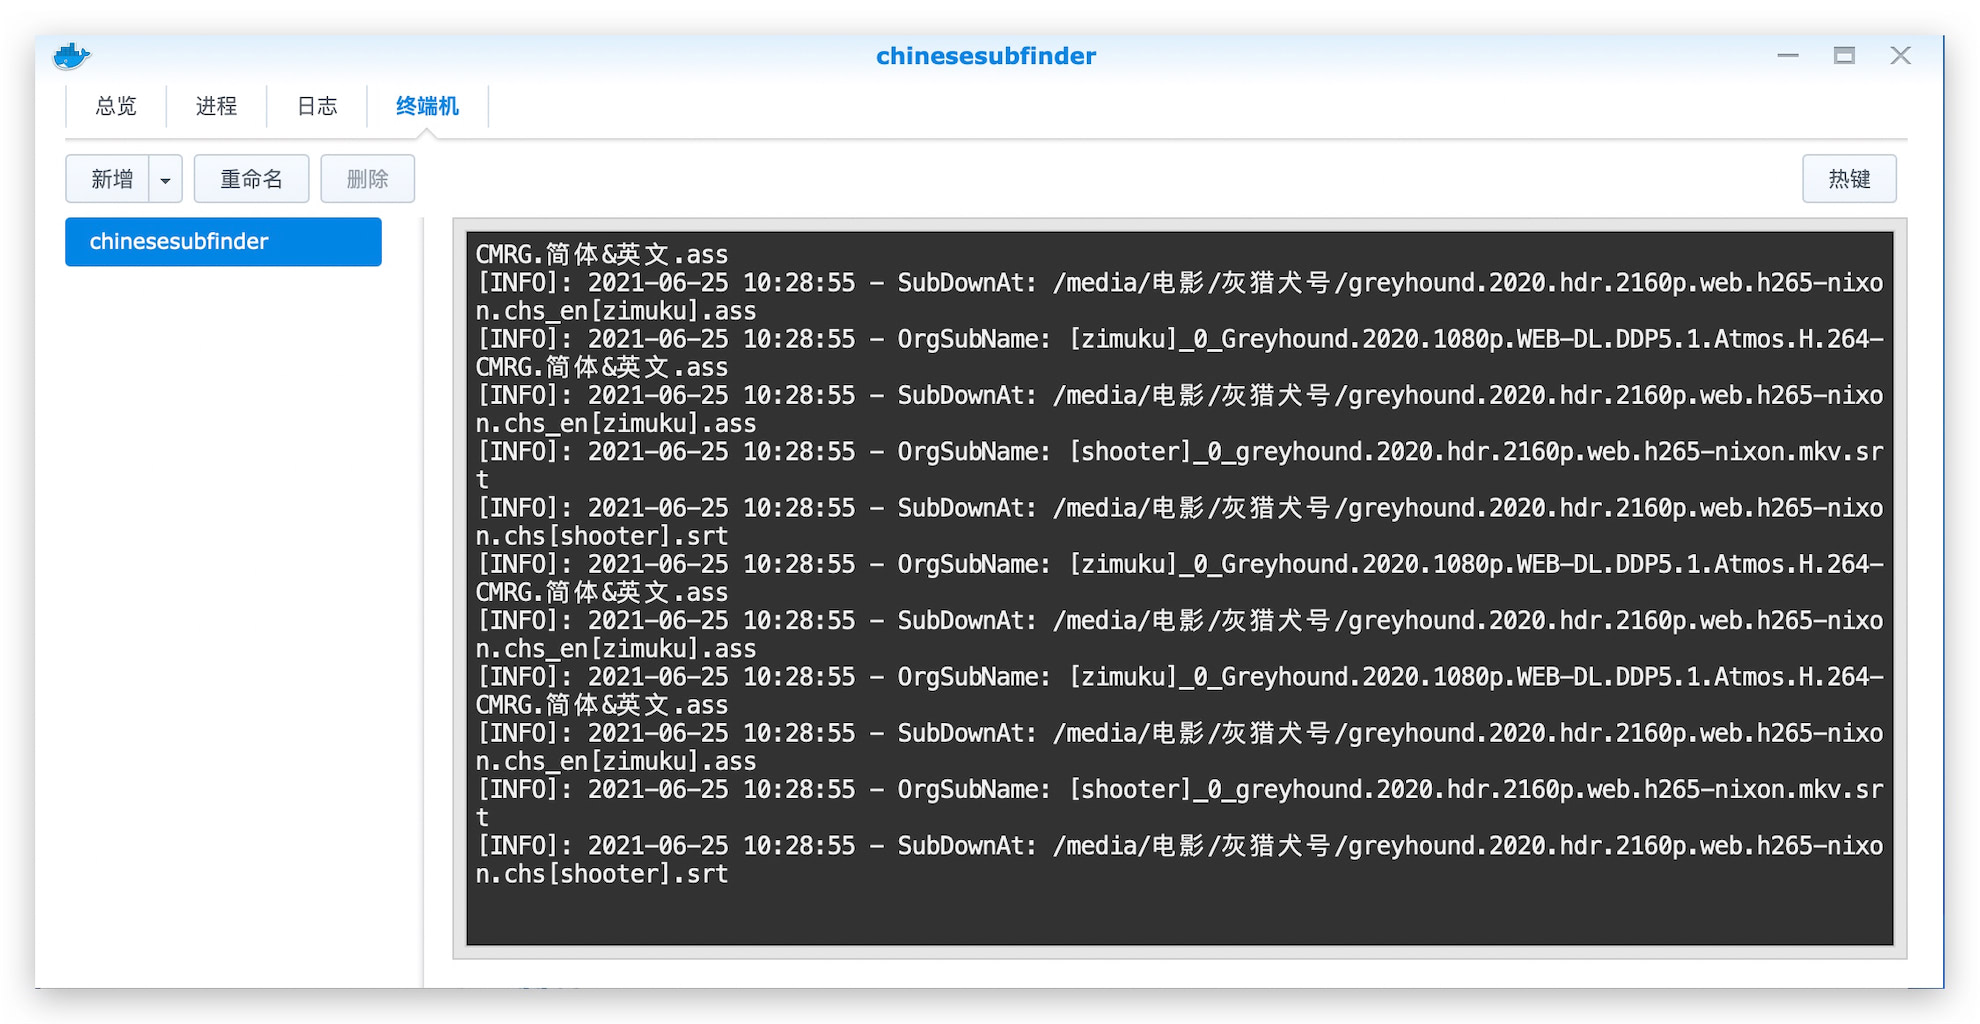 chinesesubfinder
总览 进程 日志 终端机
新增 重命名 删除 热键
chinesesubfinder
CMRG.简体&英文.ass
[INFO]: 2021-06-25 10:28:55 - SubDownAt: /media/电影/灰猎犬号/greyhound.2020.hdr.2160p.web.h265-nixo
n.chs_en[zimuku].ass
[INFO]: 2021-06-25 10:28:55 - OrgSubName: [zimuku]_0_Greyhound.2020.1080p.WEB-DL.DDP5.1.Atmos.H.264-
CMRG.简体&英文.ass
[INFO]: 2021-06-25 10:28:55 - SubDownAt: /media/电影/灰猎犬号/greyhound.2020.hdr.2160p.web.h265-nixo
n.chs_en[zimuku].ass
[INFO]: 2021-06-25 10:28:55 - OrgSubName: [shooter]_0_greyhound.2020.hdr.2160p.web.h265-nixon.mkv.sr
t
[INFO]: 2021-06-25 10:28:55 - SubDownAt: /media/电影/灰猎犬号/greyhound.2020.hdr.2160p.web.h265-nixo
n.chs[shooter].srt
[INFO]: 2021-06-25 10:28:55 - OrgSubName: [zimuku]_0_Greyhound.2020.1080p.WEB-DL.DDP5.1.Atmos.H.264-
CMRG.简体&英文.ass
[INFO]: 2021-06-25 10:28:55 - SubDownAt: /media/电影/灰猎犬号/greyhound.2020.hdr.2160p.web.h265-nixo
n.chs_en[zimuku].ass
[INFO]: 2021-06-25 10:28:55 - OrgSubName: [zimuku]_0_Greyhound.2020.1080p.WEB-DL.DDP5.1.Atmos.H.264-
CMRG.简体&英文.ass
[INFO]: 2021-06-25 10:28:55 - SubDownAt: /media/电影/灰猎犬号/greyhound.2020.hdr.2160p.web.h265-nixo
n.chs_en[zimuku].ass
[INFO]: 2021-06-25 10:28:55 - OrgSubName: [shooter]_0_greyhound.2020.hdr.2160p.web.h265-nixon.mkv.sr
t
[INFO]: 2021-06-25 10:28:55 - SubDownAt: /media/电影/灰猎犬号/greyhound.2020.hdr.2160p.web.h265-nixo
n.chs[shooter].srt